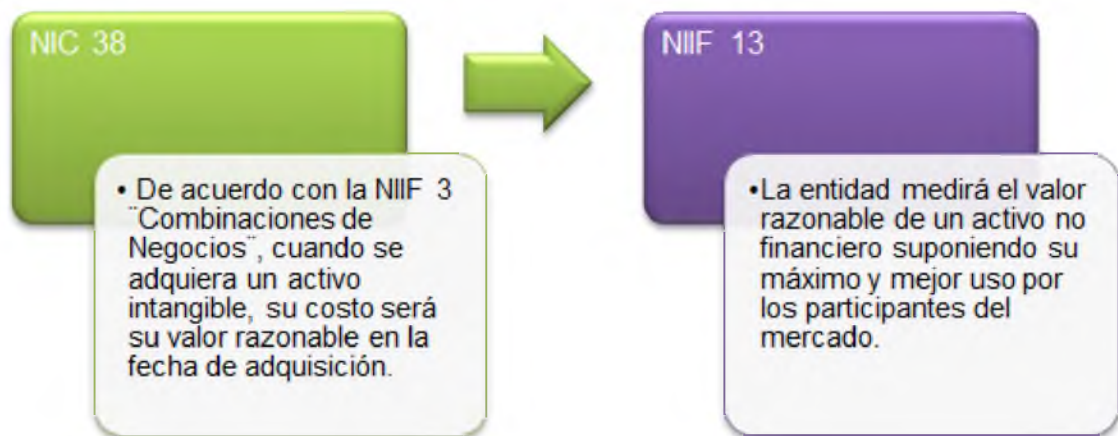 NIC 38
• De acuerdo con la NIIF 3
¨Combinaciones de
Negocios¨, cuando se
adquiera un activo
intangible, su costo será
su valor razonable en la
fecha de adquisición.
NIIF 13
•La entidad medirá el valor
razonable de un activo no
financiero suponiendo su
máximo y mejor uso por
los participantes del
mercado.